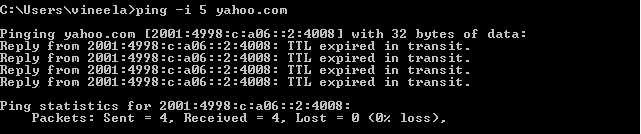 C:\Users\vineela>ping -i 5 yahoo.com
Pinging yahoo.com [2001:4998:c:a06::2:4008] with 32 bytes of data:
Reply from 2001:4998:c:a06::2:4008: TTL expired in transit.
Reply from 2001:4998:c:a06::2:4008: TTL expired in transit.
Reply from 2001:4998:c:a06::2:4008: TTL expired in transit.
Reply from 2001:4998:c:a06::2:4008: TTL expired in transit.
Ping statistics for 2001:4998:c:a06::2:4008:
Packets: Sent = 4, Received = 4, Lost = 0 (0% loss),